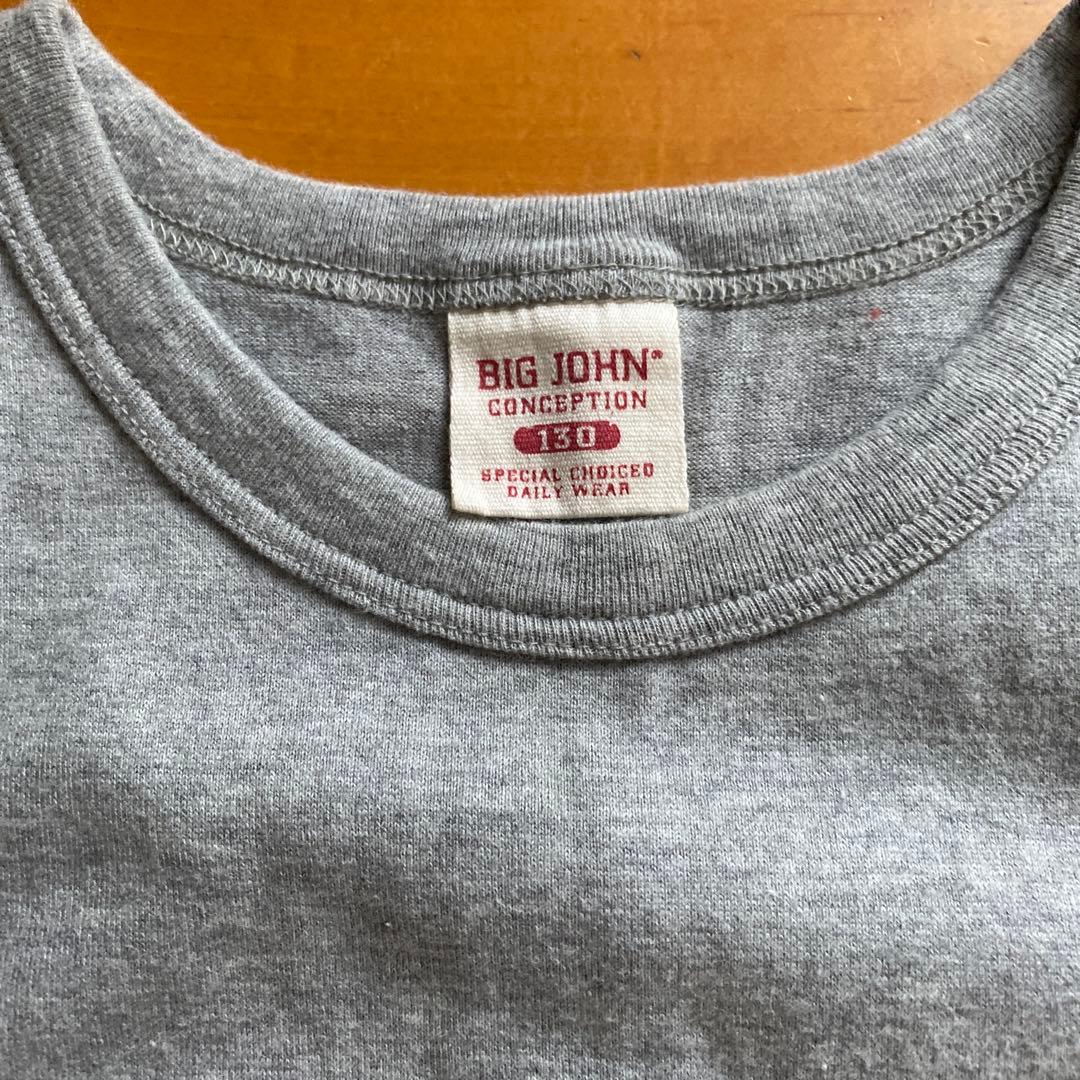 BIG JOHN®
CONCEPTION
130
SPECIAL CHOICED
DAILY WEAR